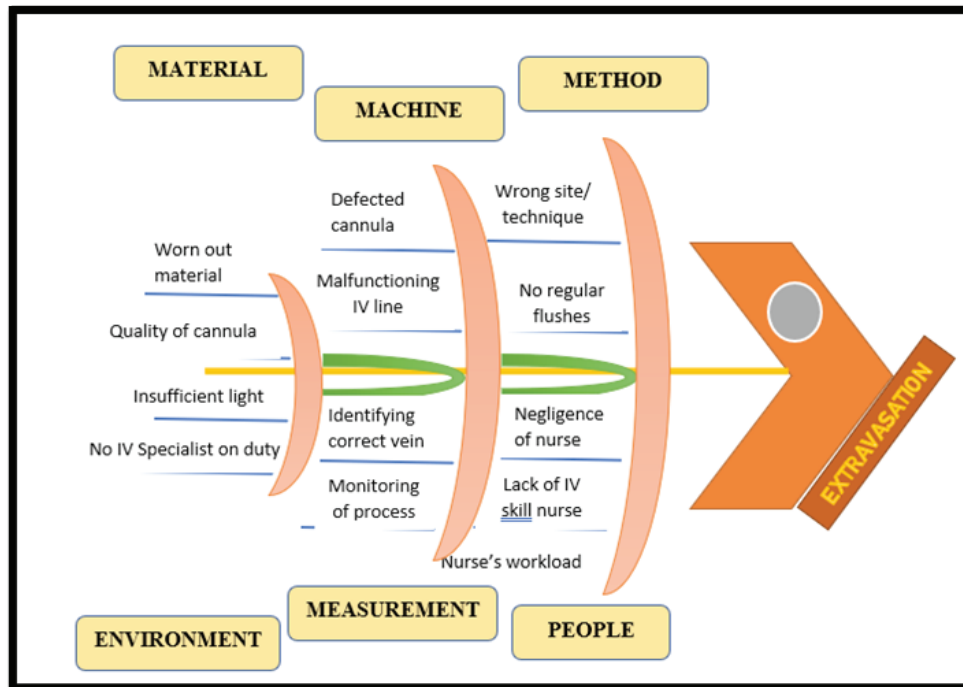 MATERIAL
MACHINE
METHOD
Worn out
material
Quality of cannula
Defected
cannula
Malfunctioning
IV line
Wrong site/
technique
No regular
flushes
Insufficient light
No IV Specialist on duty
Identifying
correct vein
Monitoring
of process
Negligence
of nurse
Lack of IV
skill nurse
Nurse's workload
EXTRAVASATION
ENVIRONMENT
MEASUREMENT
PEOPLE